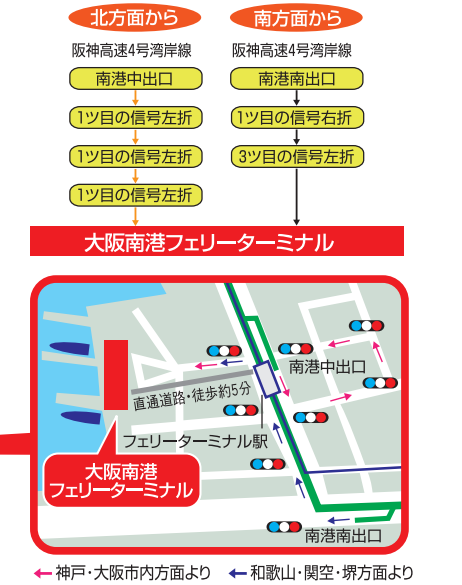 北方面から
阪神高速4号湾岸線
南港中出口
1ツ目の信号左折
1ツ目の信号左折
1ツ目の信号左折
南方面から
阪神高速4号湾岸線
南港南出口
1ツ目の信号右折
3ツ目の信号左折
大阪南港フェリーターミナル
南港中出口
直通道路・徒歩約5分
フェリーターミナル駅
大阪南港
フェリーターミナル
南港南出口
神戸・大阪市内方面より
和歌山・関空・堺方面より